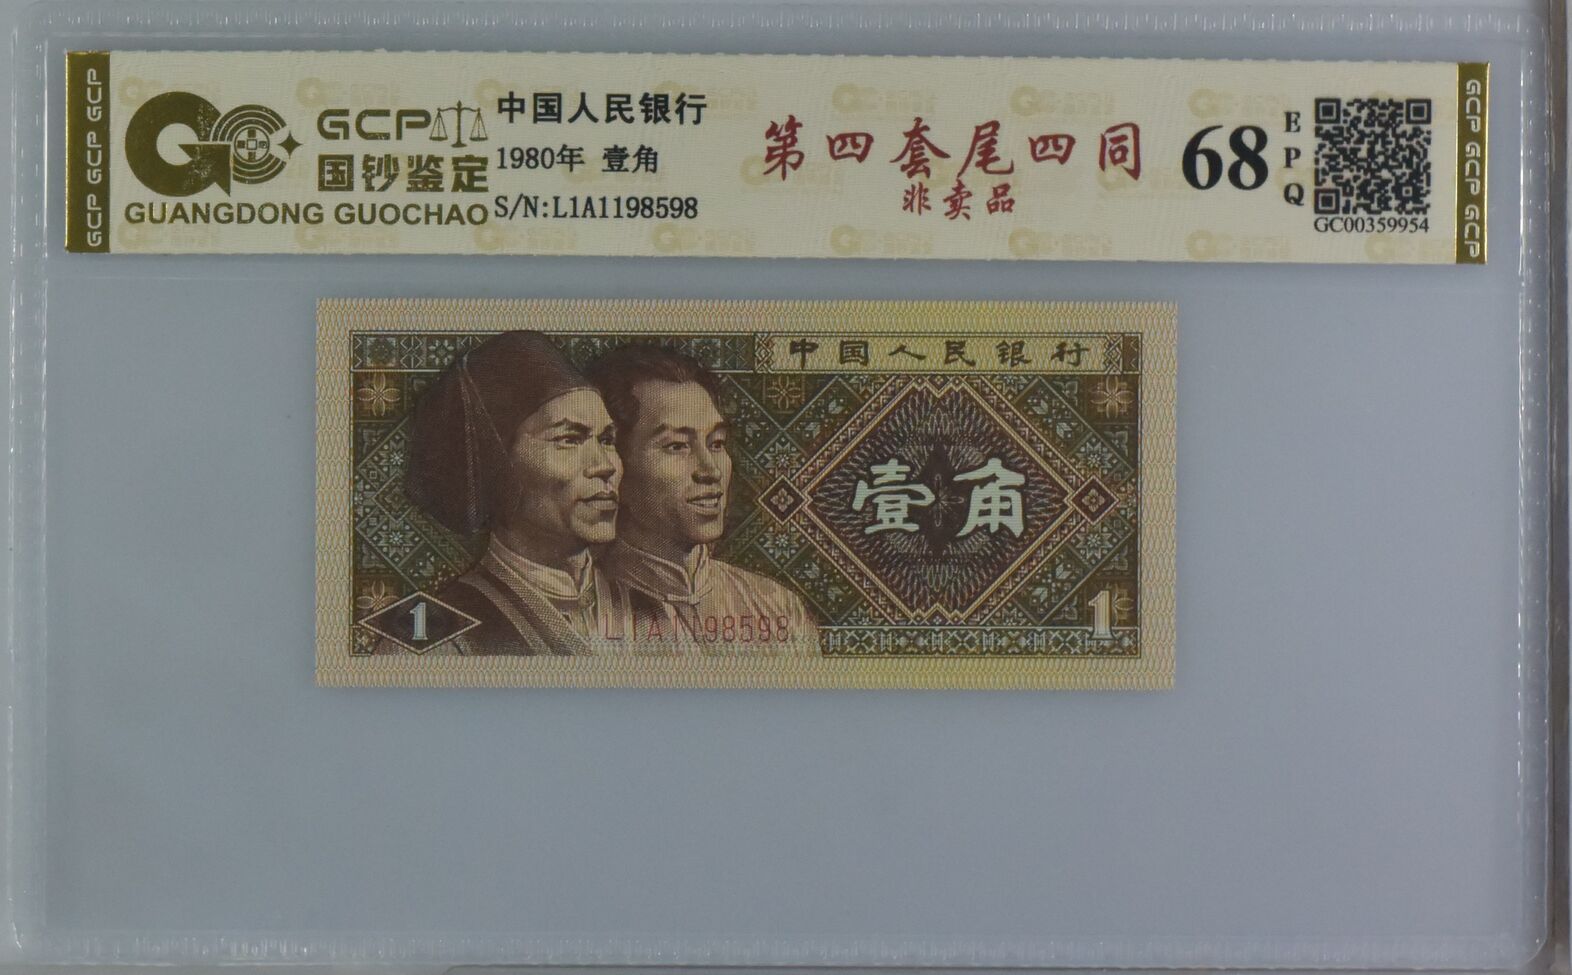 GCP GCP GCP
GC
GCP
国钞鉴定
GUANGDONG GUOCHAO
中国人民银行
1980年 壹角
S/N:L1A1198598
第四套尾四同
非卖品
68
EPQ
GC00359954
GCP GCP GCP
中国人民银行
壹角
1
L1A1198598
1